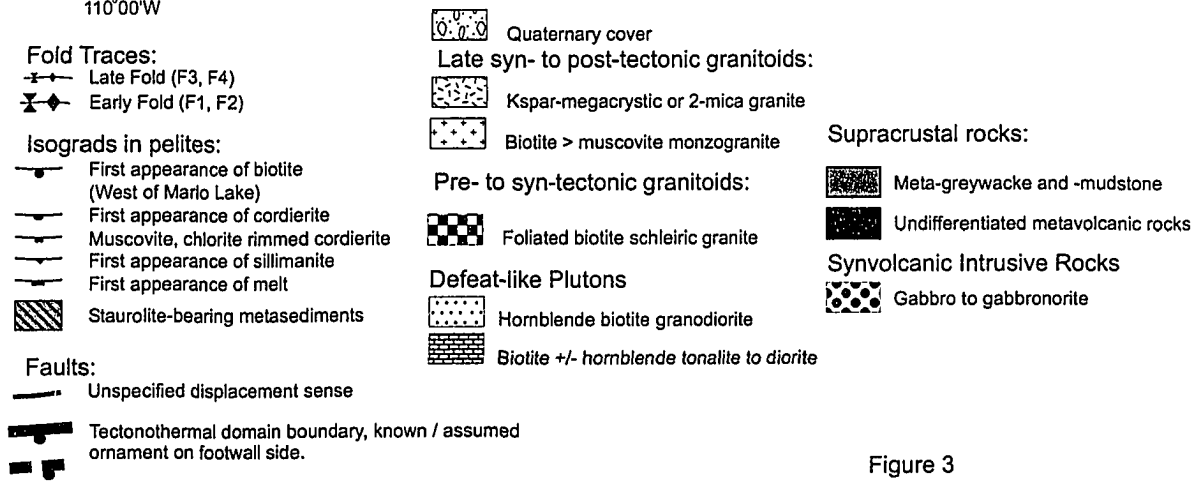 110°00'W
Fold Traces:
Late Fold (F3, F4)
Early Fold (F1, F2)
Isograds in pelites:
First appearance of biotite
(West of Marlo Lake)
First appearance of cordierite
Muscovite, chlorite rimmed cordierite
First appearance of sillimanite
First appearance of melt
Staurolite-bearing metasediments
Faults:
Unspecified displacement sense
Tectonothermal domain boundary, known / assumed
ornament on footwall side.
Quaternary cover
Late syn- to post-tectonic granitoids:
Kspar-megacrystic or 2-mica granite
Biotite > muscovite monzogranite
Pre- to syn-tectonic granitoids:
Foliated biotite schleiric granite
Defeat-like Plutons
Hornblende biotite granodiorite
Biotite +/- hornblende tonalite to diorite
Supracrustal rocks:
Meta-greywacke and -mudstone
Undifferentiated metavolcanic rocks
Synvolcanic Intrusive Rocks
Gabbro to gabbronorite
Figure 3